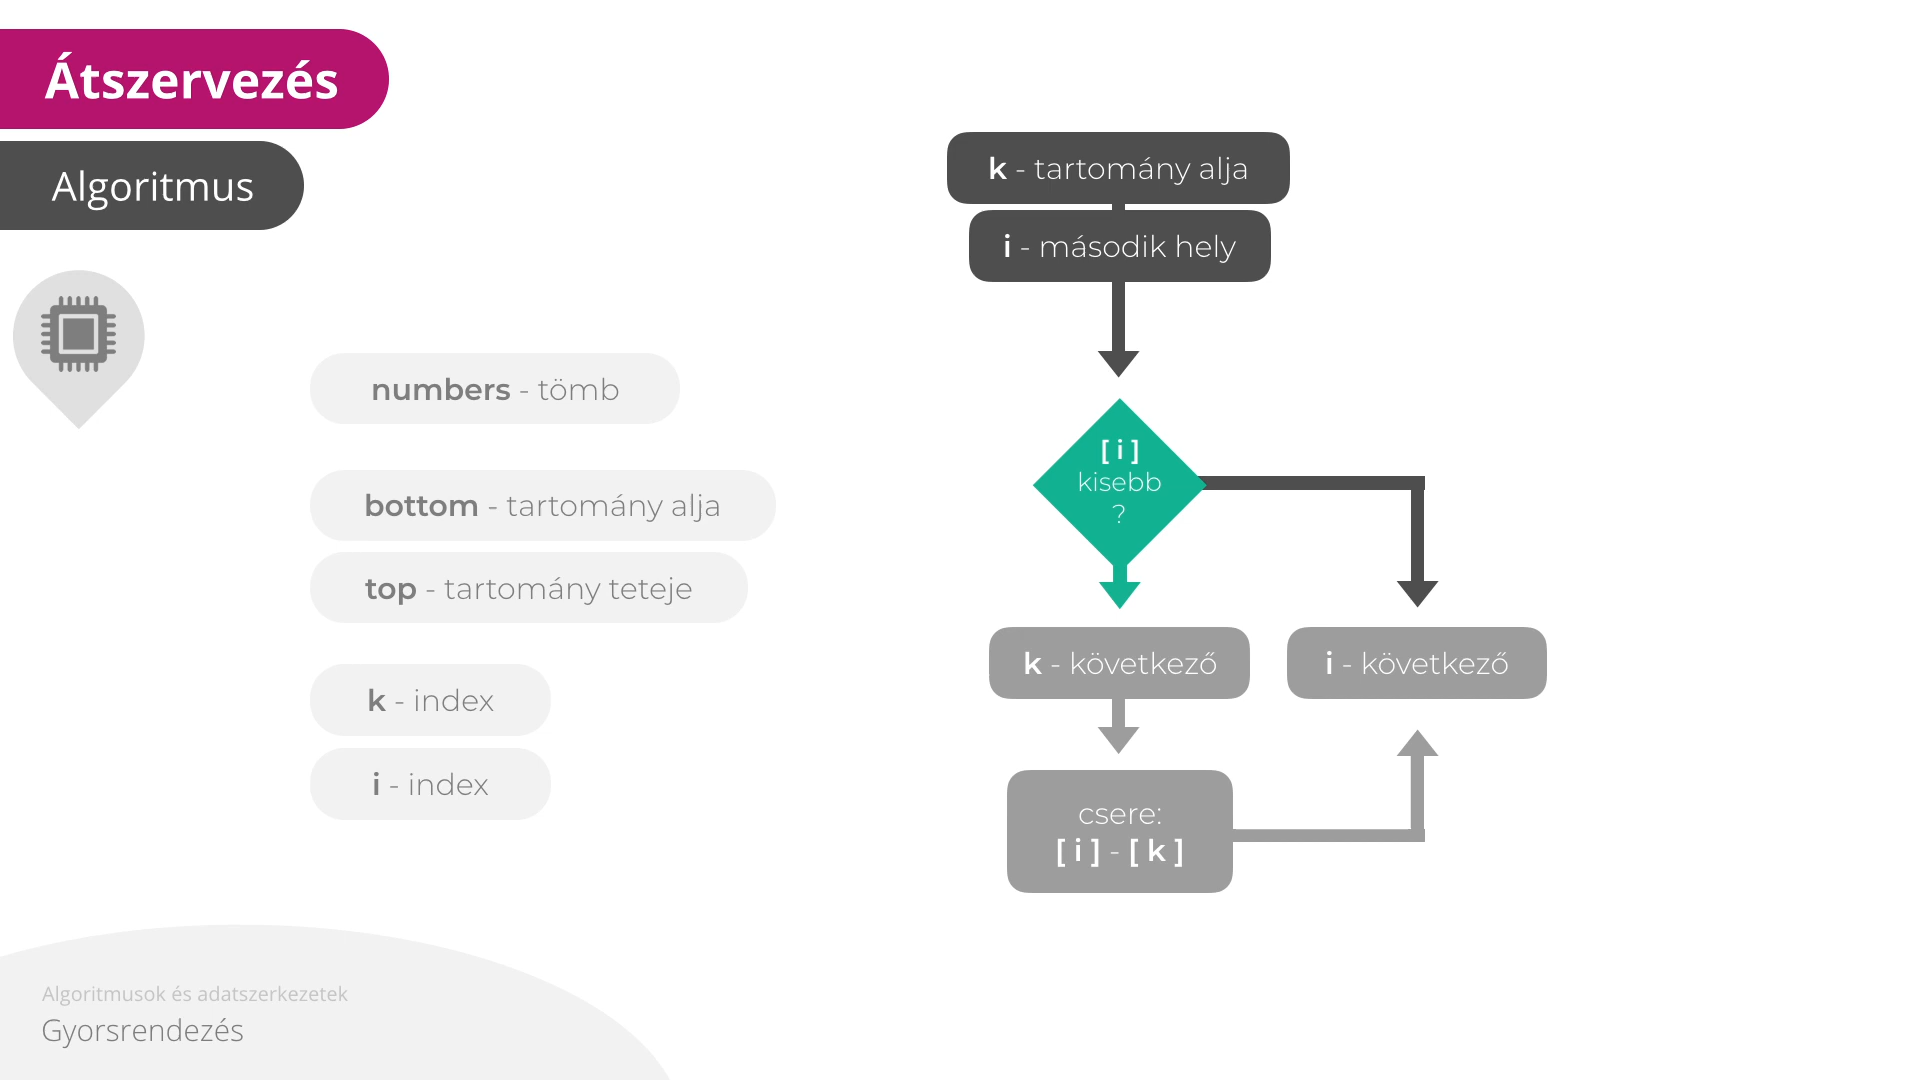 Átszervezés
Algoritmus
numbers - tömb
bottom - tartomány alja
top - tartomány teteje
k - index
i - index
k - tartomány alja
i - második hely
[ i ]
kisebb
?
k - következő
i - következő
csere:
[ i ] - [ k ]
Algoritmusok és adatszerkezetek
Gyorsrendezés